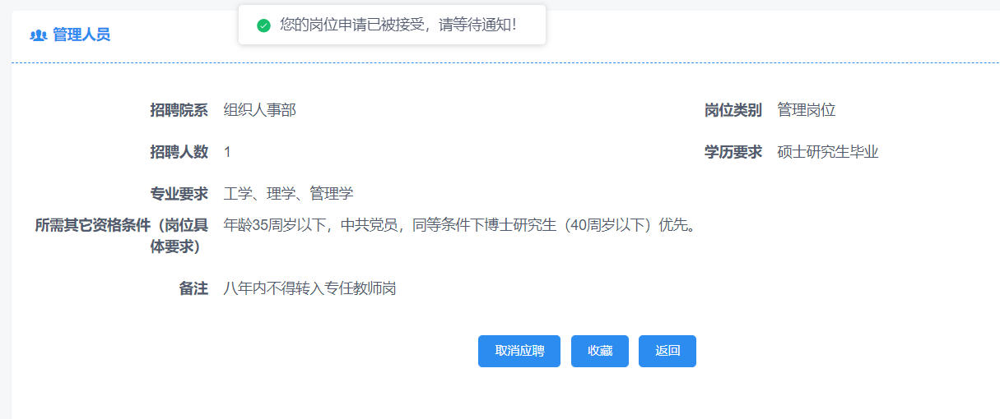 您的岗位申请已被接受，请等待通知！
管理人员
招聘院系 组织人事部 岗位类别 管理岗位
招聘人数 1 学历要求 硕士研究生毕业
专业要求 工学、理学、管理学
所需其它资格条件（岗位具 年龄35周岁以下，中共党员，同等条件下博士研究生（40周岁以下）优先。
体要求）
备注 八年内不得转入专任教师岗
取消应聘 收藏 返回